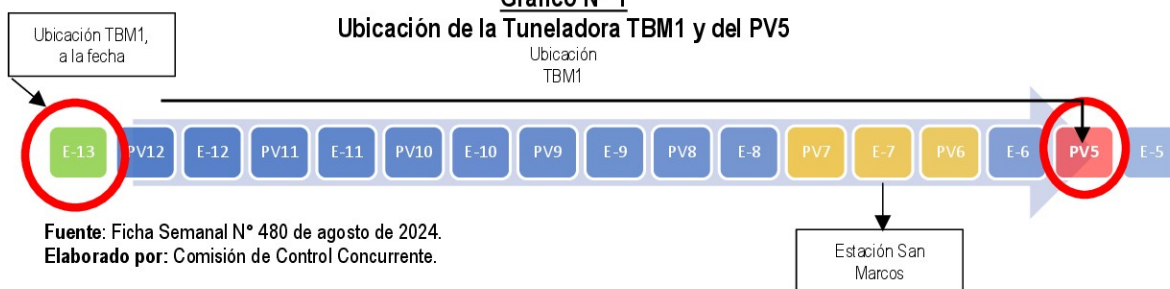 Gráfico N° 1
Ubicación de la Tuneladora TBM1 y del PV5
Ubicación TBM1,
a la fecha
Ubicación
TBM1
E-13 PV12 E-12 PV11 E-11 PV10 E-10 PV9 E-9 PV8 E-8 PV7 E-7 PV6 E-6 PV5 E-5
Fuente: Ficha Semanal N° 480 de agosto de 2024.
Elaborado por: Comisión de Control Concurrente.
Estación San
Marcos